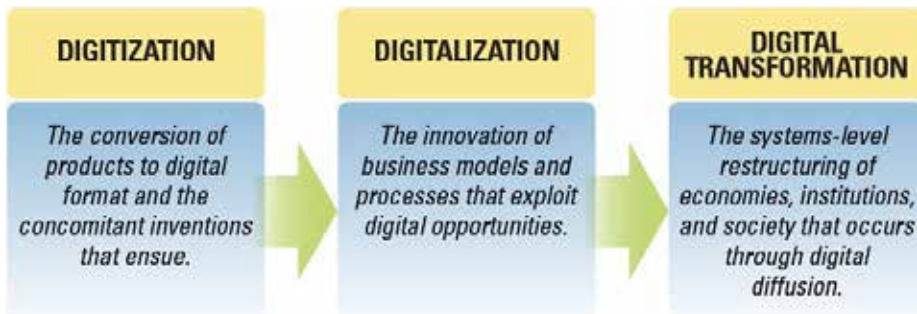 DIGITIZATION
The conversion of
products to digital
format and the
concomitant inventions
that ensue.
DIGITALIZATION
The innovation of
business models and
processes that exploit
digital opportunities.
DIGITAL
TRANSFORMATION
The systems-level
restructuring of
economies, institutions,
and society that occurs
through digital
diffusion.